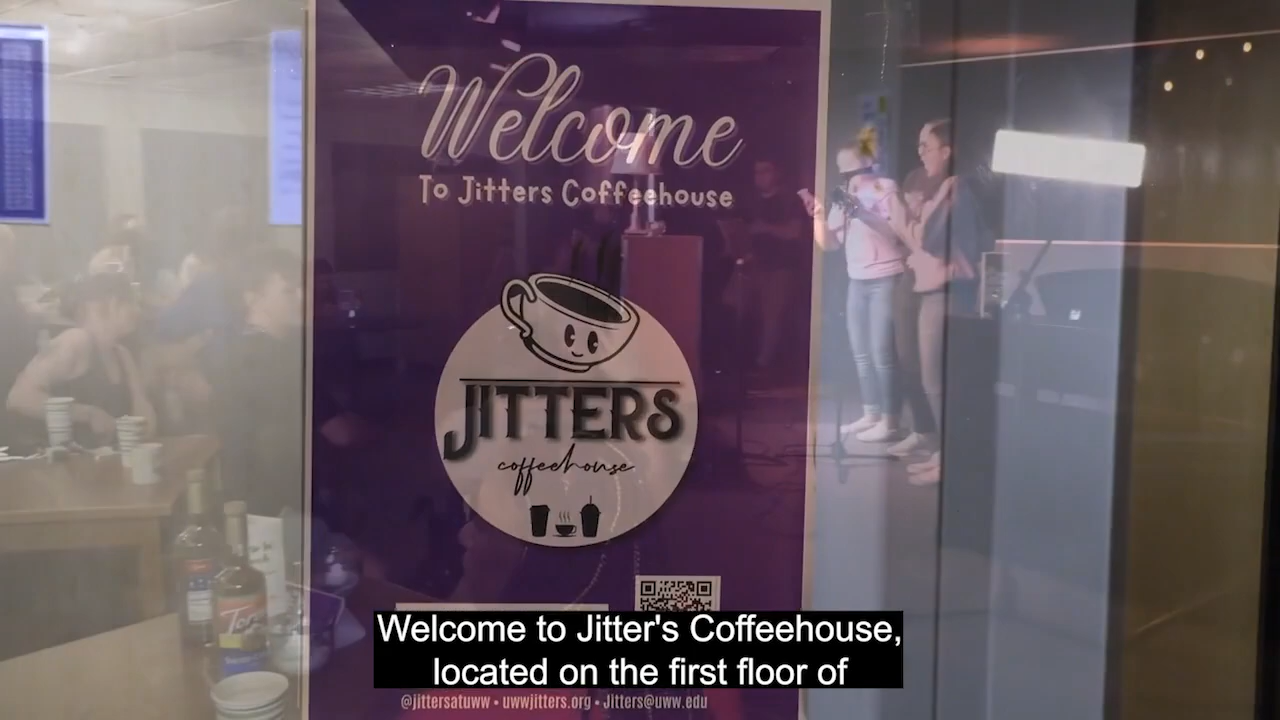 Welcome
To Jitters Coffeehouse
JITTERS
coffeehouse
Welcome to Jitter's Coffeehouse,
located on the first floor of
@jittersatuww • uwwjitters.org • Jitters@uww.edu